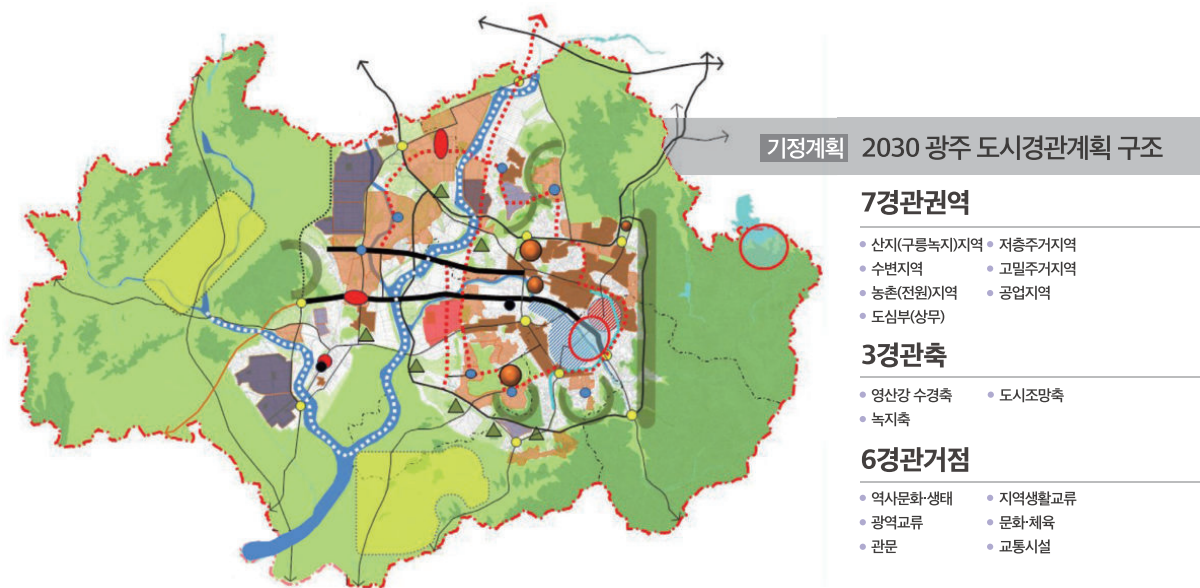 기정계획 2030 광주 도시경관계획 구조
7경관권역
산지(구릉녹지)지역
저층주거지역
수변지역
고밀주거지역
농촌(전원)지역
공업지역
도심부(상무)
3경관축
영산강 수경축
도시조망축
녹지축
6경관거점
역사문화·생태
지역생활교류
광역교류
문화·체육
관문
교통시설